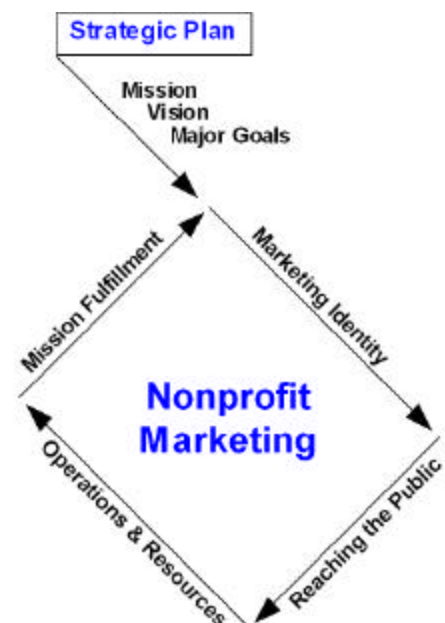 Strategic Plan
Mission
Vision
Major Goals
Marketing Identity
Mission Fulfillment
Nonprofit
Marketing
Operations & Resources
Reaching the Public